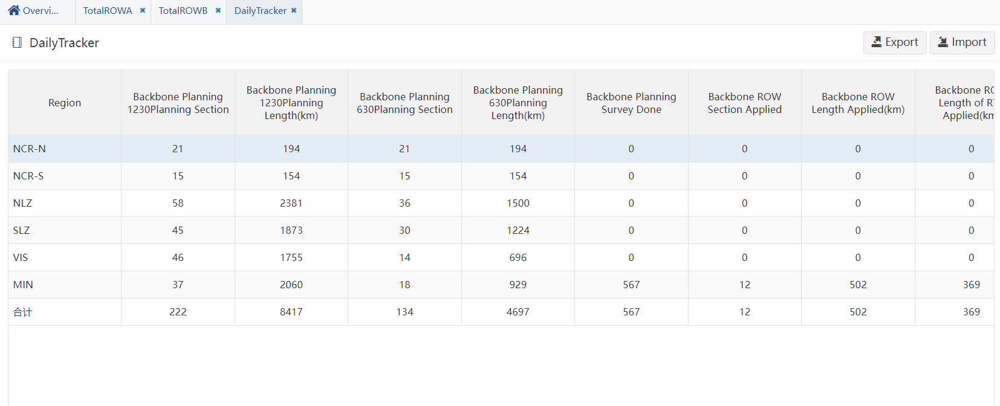 Overvi...
TotalROWA
TotalROWB
DailyTracker
DailyTracker
Export
Import
Region
Backbone Planning
1230Planning Section
Backbone Planning
1230Planning
Length(km)
Backbone Planning
630Planning Section
Backbone Planning
630Planning
Length(km)
Backbone Planning
Survey Done
Backbone ROW
Section Applied
Backbone ROW
Length Applied(km)
Backbone RO
Length of R
Applied(km
NCR-N 21 194 21 194 0 0 0 0
NCR-S 15 154 15 154 0 0 0 0
NLZ 58 2381 36 1500 0 0 0 0
SLZ 45 1873 30 1224 0 0 0 0
VIS 46 1755 14 696 0 0 0 0
MIN 37 2060 18 929 567 12 502 369
合计 222 8417 134 4697 567 12 502 369